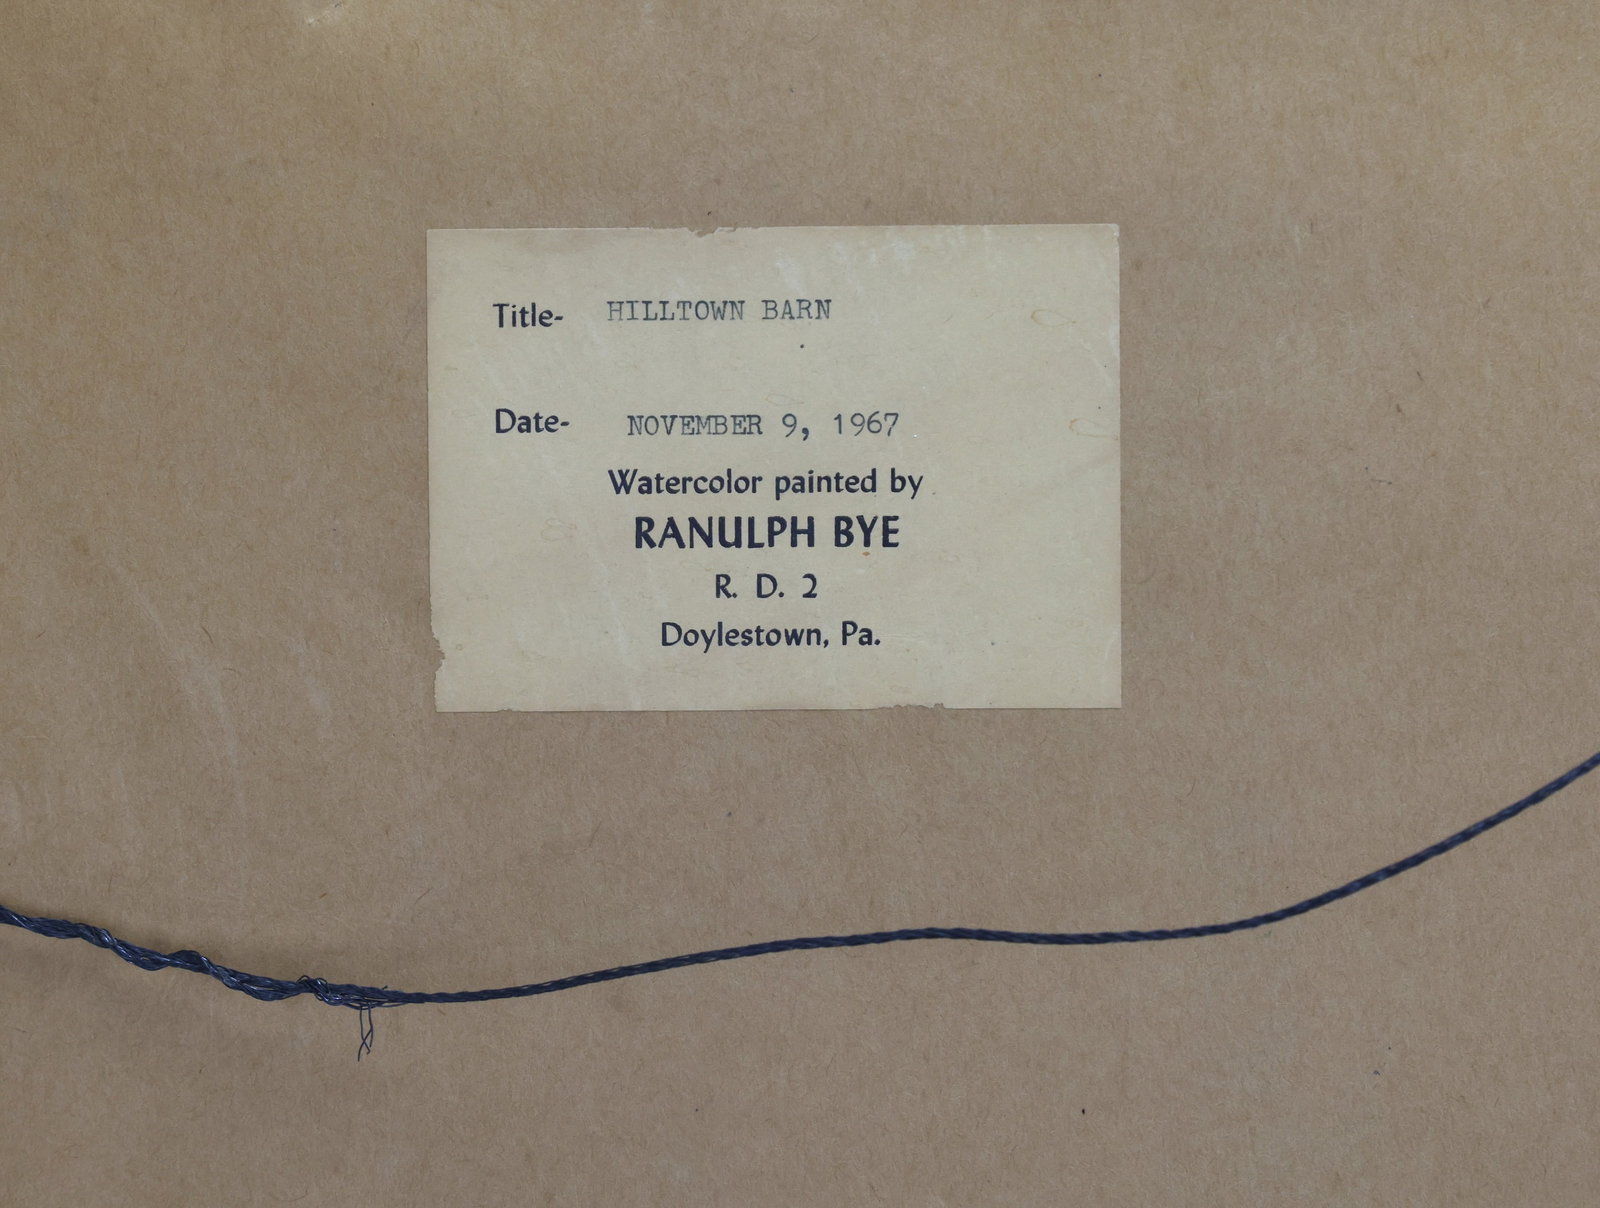 Title- HILLTOWN BARN
Date- NOVEMBER 9, 1967
Watercolor painted by
RANULPH BYE
R. D. 2
Doylestown, Pa.